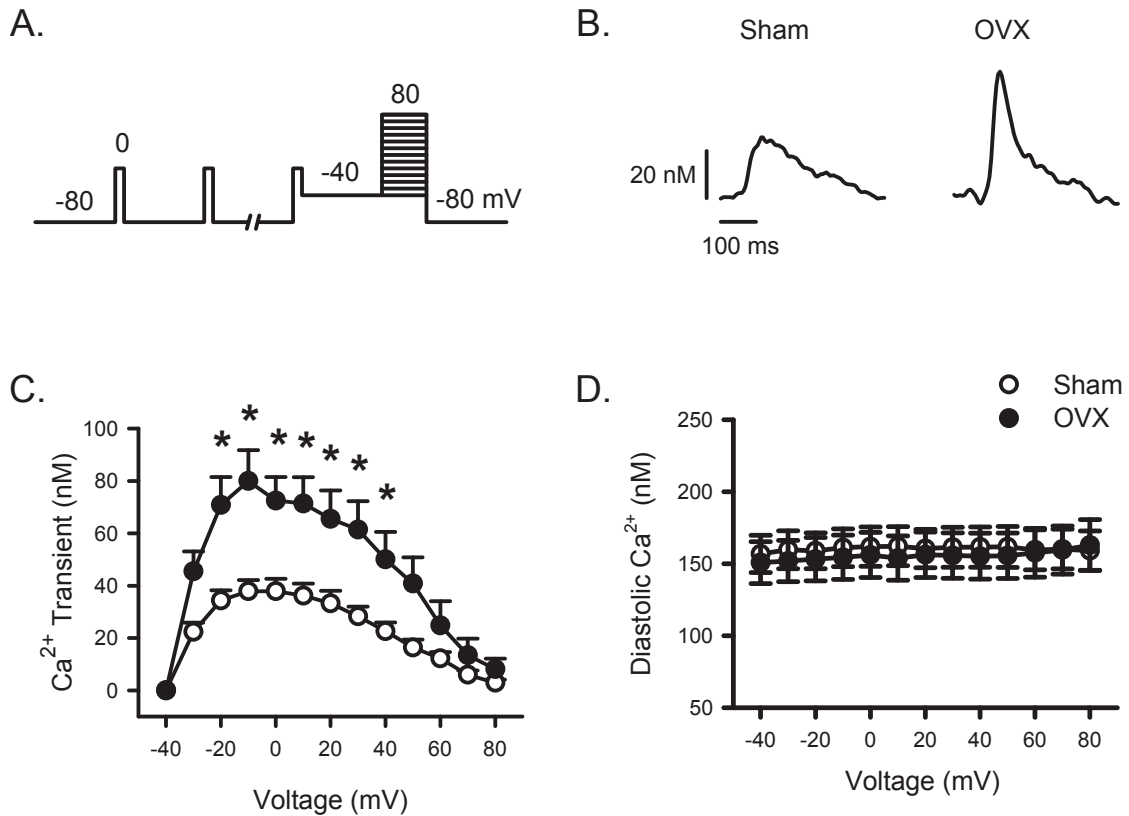 A.
80
0
-40
-80
-80 mV
B.
Sham
OVX
20 nM
100 ms
C.
100
80
60
40
20
0
Ca²⁺ Transient (nM)
* * * * * * *
-40 -20 0 20 40 60 80
Voltage (mV)
D.
Sham
OVX
250
200
150
100
50
Diastolic Ca²⁺ (nM)
-40 -20 0 20 40 60 80
Voltage (mV)